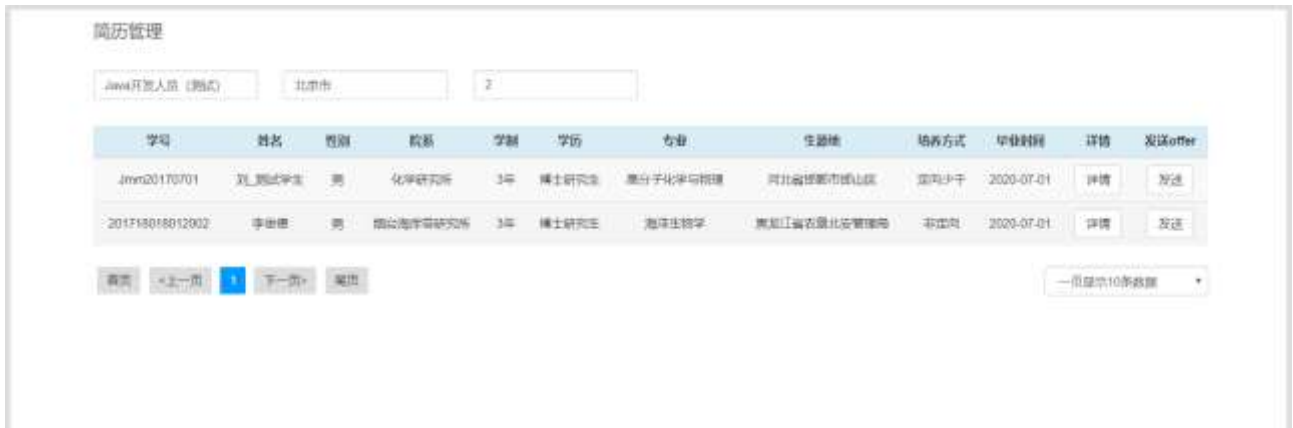 简历管理
Java开发人员（测试） 北京市 2
学号 姓名 性别 院系 学制 学历 专业 生源地 培养方式 毕业时间 详情 发送offer
Jmm20170701 刘_测试学生 男 化学研究所 3年 博士研究生 高分子化学与物理 河北省邯郸市邯山区 定向少干 2020-07-01 详情 发送
201718018012002 男 烟台海岸带研究所 3年 博士研究生 海洋生物学 黑龙江省农垦北安管理局 非定向 2020-07-01 详情 发送
首页 <上一页 1 下一页> 尾页 一页显示10条数据